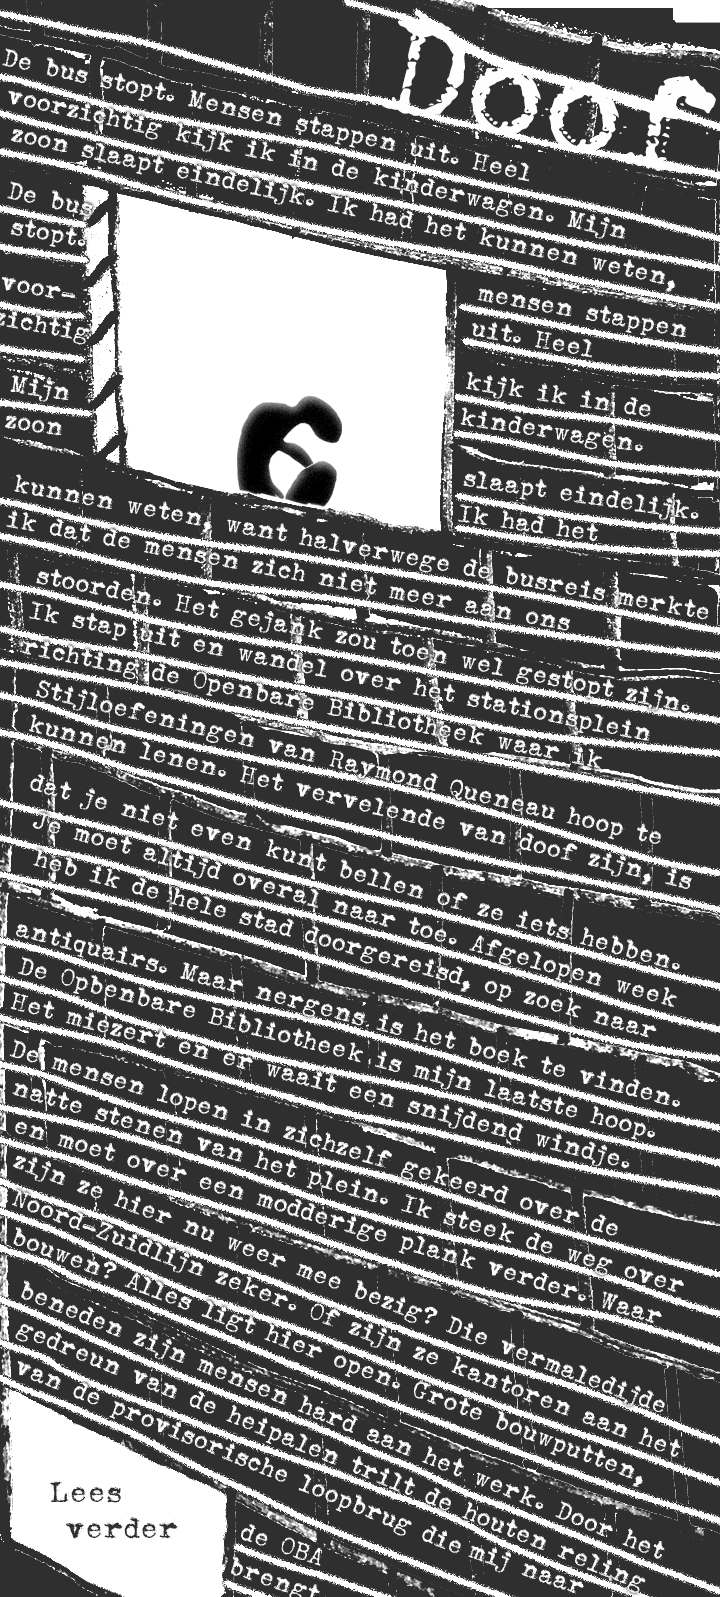 Doof
De bus stopt. Mensen stappen uit. Heel
voorzichtig kijk ik in de kinderwagen. Mijn
zoon slaapt eindelijk. Ik had het kunnen weten,
De bus
stopt.
voor-
zichtig
Mijn
zoon
mensen stappen
uit. Heel
kijk ik in de
kinderwagen.
slaapt eindelijk.
Ik had het
kunnen weten, want halverwege de busreis merkte
ik dat de mensen zich niet meer aan ons
stoorden. Het gejank zou toen wel gestopt zijn.
Ik stap uit en wandel over het stationsplein
richting de Openbare Bibliotheek waar ik
Stijloefeningen van Raymond Queneau hoop te
kunnen lenen. Het vervelende van doof zijn, is
dat je niet even kunt bellen of ze iets hebben.
Je moet altijd overal naar toe. Afgelopen week
heb ik de hele stad doorgereisd, op zoek naar
antiquairs. Maar nergens is het boek te vinden.
De Opbenbare Bibliotheek is mijn laatste hoop.
Het miezert en er waait een snijdend windje.
De mensen lopen in zichzelf gekeerd over de
natte stenen van het plein. Ik steek de weg over
en moet over een modderige plank verder. Waar
zijn ze hier nu weer mee bezig? Die vermaledijde
Noord-Zuidlijn zeker. Of zijn ze kantoren aan het
bouwen? Alles ligt hier open. Grote bouwputten,
beneden zijn mensen hard aan het werk. Door het
gedreun van de heipalen trilt de houten reling
van de provisorische loopbrug die mij naar
Lees
verder
de OBA
brengt